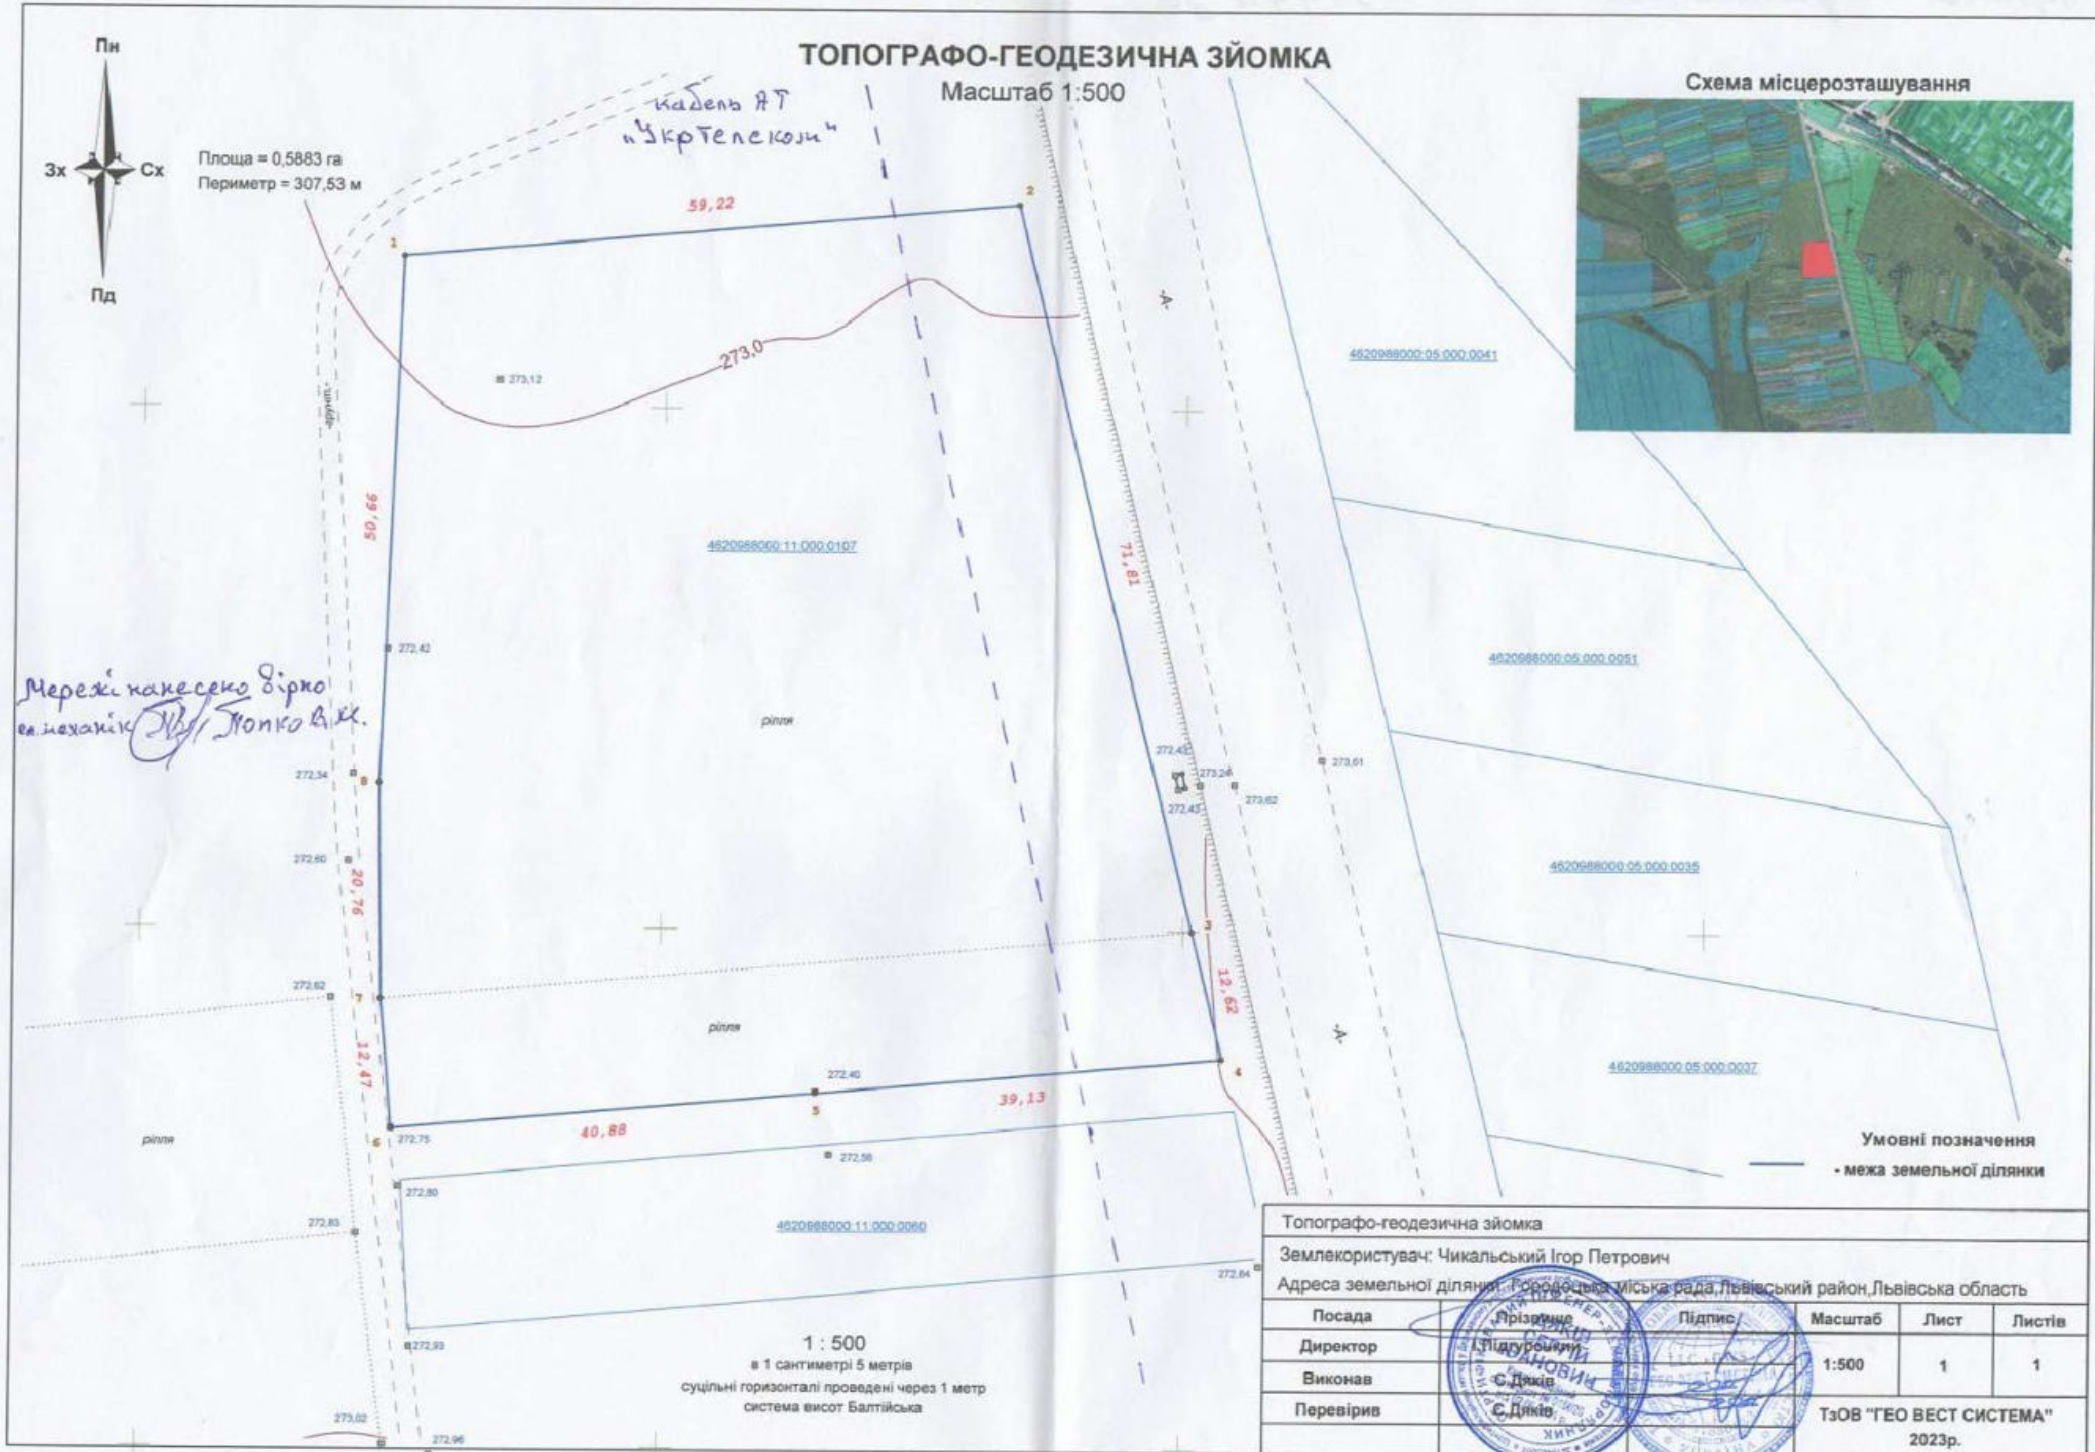 ТОПОГРАФО-ГЕОДЕЗИЧНА ЗЙОМКА
Масштаб 1:500
Пн
Зх
Сх
Пд
Площа = 0,5883 га
Периметр = 307,53 м
кабель АТ
"Укртелеком"
Схема місцерозташування
1
59,22
2
273,0
273,12
-А-
4620988000:05:000:0041
50,66
4620988000:11:000:0107
71,81
272,42
4620988000:05:000:0051
Мережі нанесено вірно
ел.механік Попко В.М.
рілля
272,34
8
272,43
273,24
272,43
273,62
273,61
272,60
20,76
4620988000:05:000:0035
3
272,62
7
12,62
рілля
-А-
12,47
4620988000:05:000:0037
272,40
5
39,13
4
рілля
6
272,75
40,88
272,56
272,80
272,83
4620988000:11:000:0060
272,64
Умовні позначення
- межа земельної ділянки
272,93
1 : 500
в 1 сантиметрі 5 метрів
суцільні горизонталі проведені через 1 метр
система висот Балтійська
273,02
272,96
Топографо-геодезична зйомка
Землекористувач: Чикальський Ігор Петрович
Адреса земельної ділянки: Городоцька міська рада,Львівський район,Львівська область
Посада
Прізвище
Підпис
Масштаб
Лист
Листів
Директор
1:500
1
1
Виконав
С.Дяків
Перевірив
С.Дяків
ТзОВ "ГЕО ВЕСТ СИСТЕМА"
2023р.